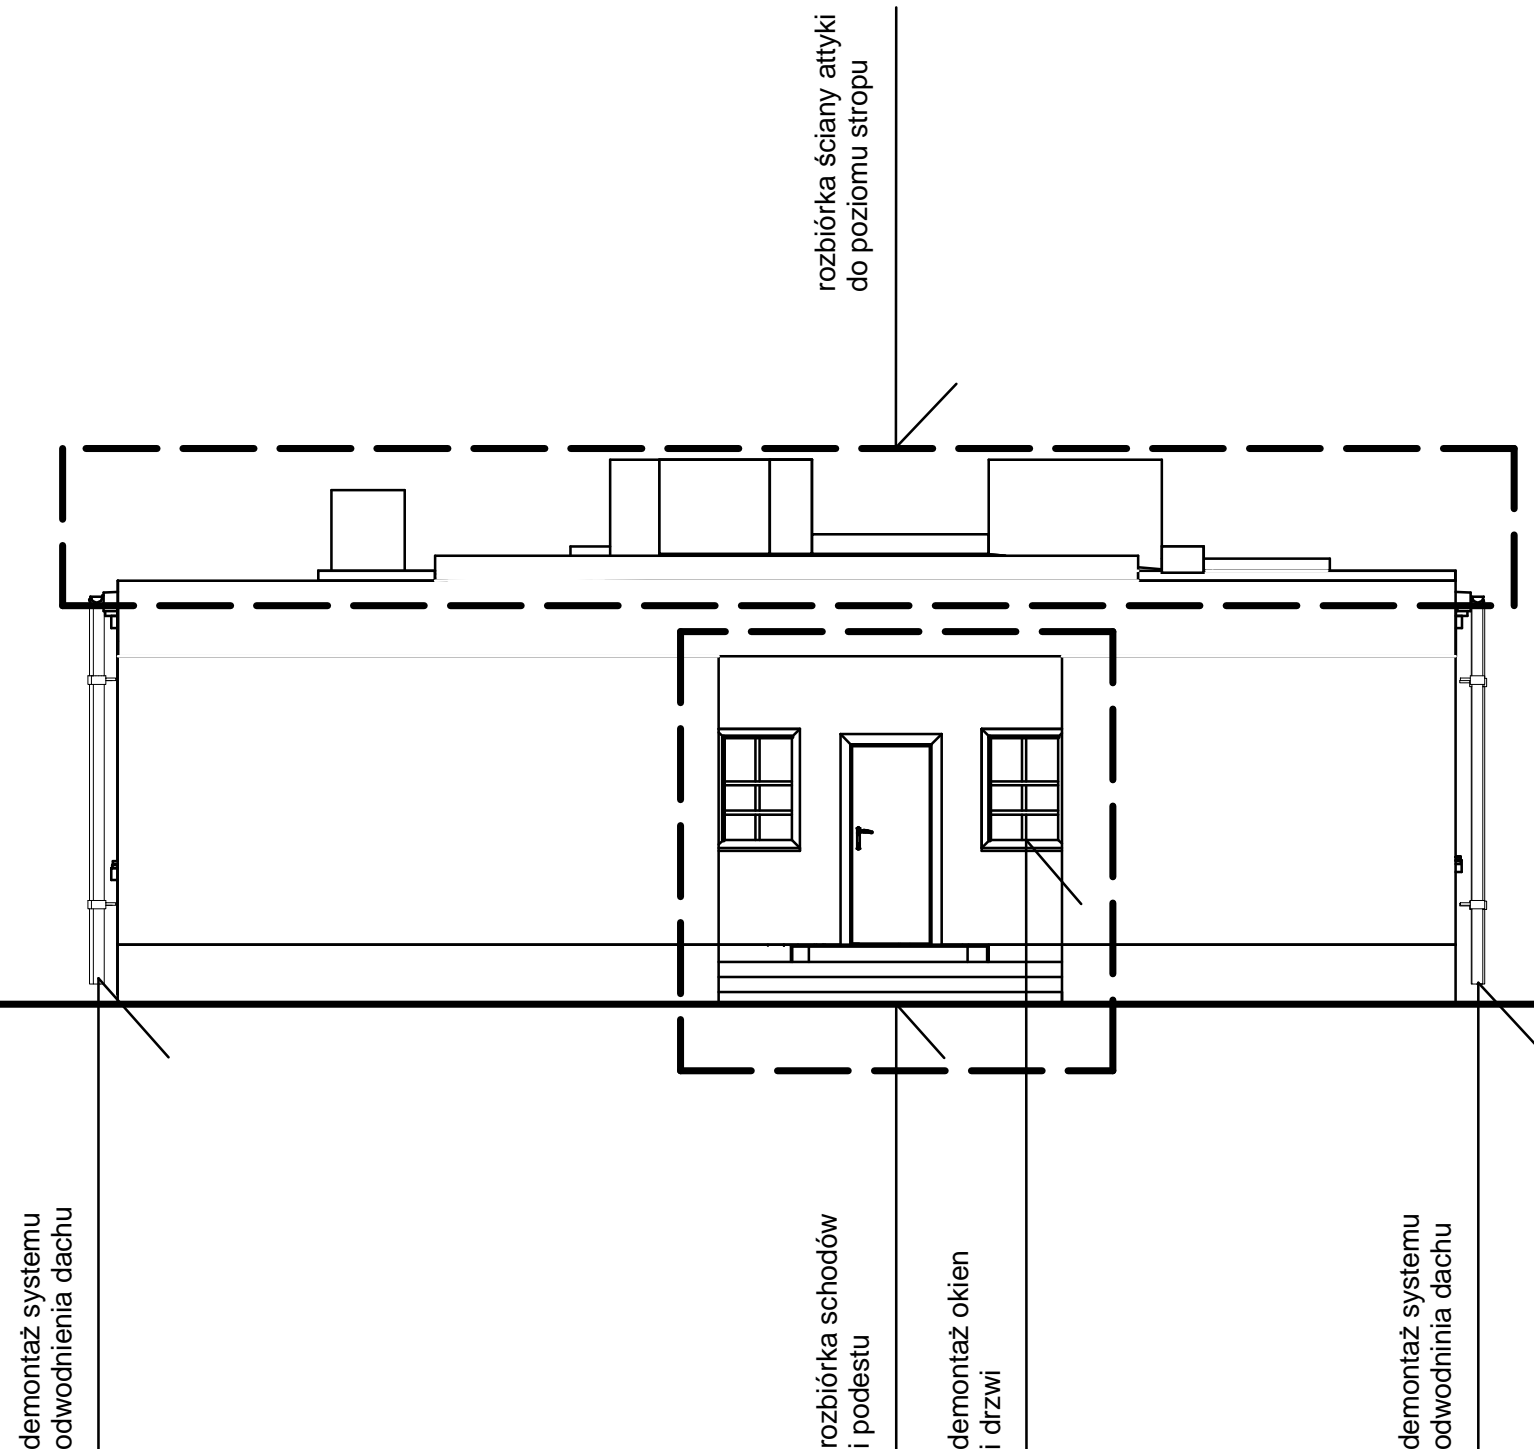 rozbiórka ściany attyki
do poziomu stropu
demontaż systemu
odwodnienia dachu
rozbiórka schodów
i podestu
demontaż okien
i drzwi
demontaż systemu
odwodninia dachu